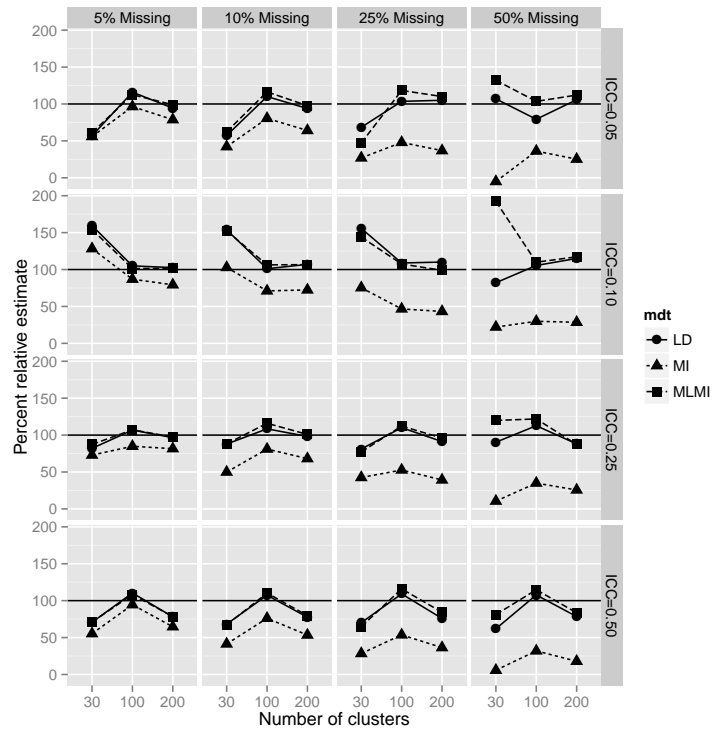 5% Missing 10% Missing 25% Missing 50% Missing
200
150
100
50
0
ICC=0.05
200
150
100
50
0
ICC=0.10
200
150
100
50
0
ICC=0.25
200
150
100
50
0
ICC=0.50
30 100 200 30 100 200 30 100 200 30 100 200
Number of clusters
Percent relative estimate
mdt
LD
MI
MLMI